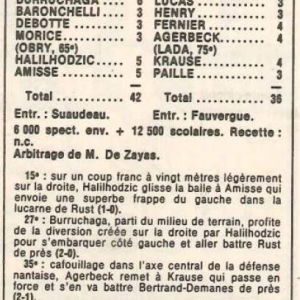 BURRUCHAGA ........ 6 LUCAS .............. 3
BARONCHELLI .... 3 HENRY ............. 3
DEBOTTE ............ 3 FERNIER ........... 4
MORICE .............. 3 AGERBECK ....... 4
(OBRY, 65e) (LADA, 75e)
HALILHODZIC ..... 5 KRAUSE ............ 4
AMISSE .............. 5 PAILLE .............. 3
Total ............ 42 Total ............ 36
Entr. : Suaudeau. Entr. : Fauvergue.
6 000 spect. env. + 12 500 scolaires. Recette :
n.c.
Arbitrage de M. De Zayas.
15e : sur un coup franc à vingt mètres légèrement
sur la droite, Halilhodzic glisse la balle à Amisse qui
envoie une superbe frappe du gauche dans la
lucarne de Rust (1-0).
27e : Burruchaga, parti du milieu de terrain, profite
de la diversion créée sur la droite par Halilhodzic
pour s'embarquer côté gauche et aller battre Rust
de près (2-0).
35e : cafouillage dans l'axe central de la défense
nantaise, Agerbeck remet à Krause qui passe en
force et s'en va battre Bertrand-Demanes de près
(2-1).